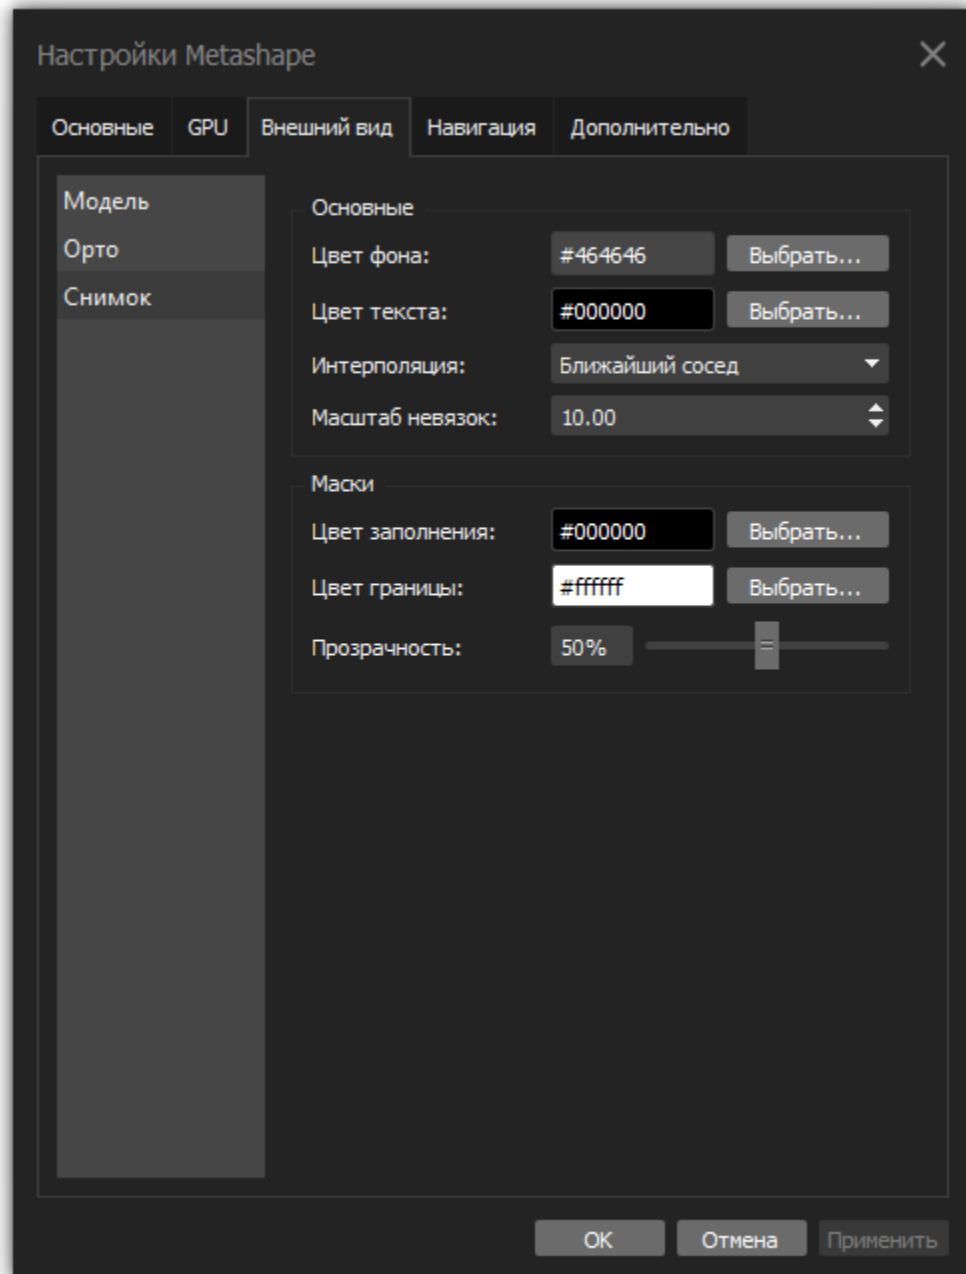 Настройки Metashape
Основные GPU Внешний вид Навигация Дополнительно
Модель
Орто
Снимок
Основные
Цвет фона: #464646 Выбрать...
Цвет текста: #000000 Выбрать...
Интерполяция: Ближайший сосед
Масштаб невязок: 10.00
Маски
Цвет заполнения: #000000 Выбрать...
Цвет границы: #ffffff Выбрать...
Прозрачность: 50%
OK Отмена Применить